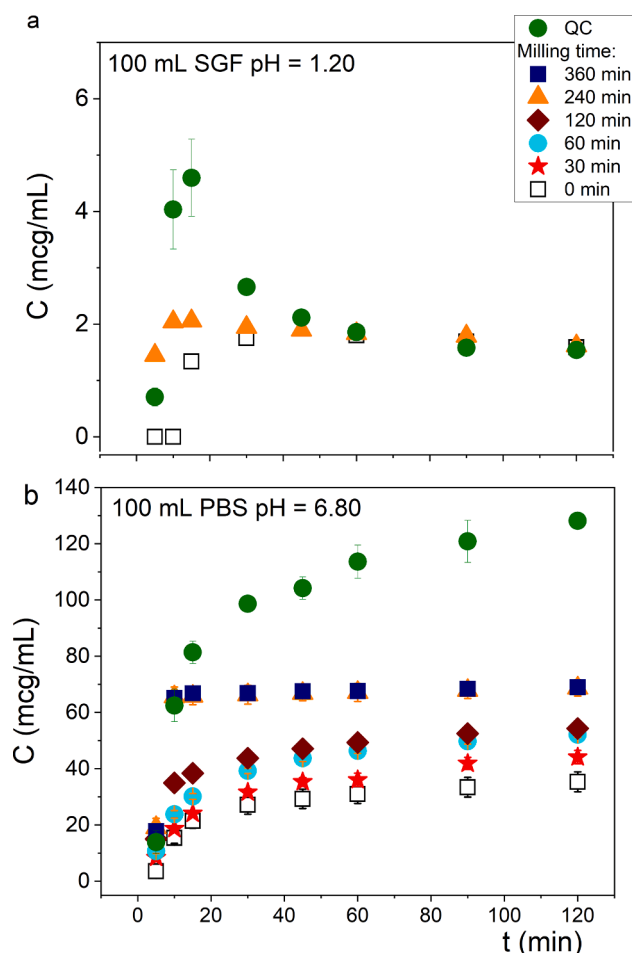 a
100 mL SGF pH = 1.20
QC
Milling time:
360 min
240 min
120 min
60 min
30 min
0 min
6
4
2
0
C (mcg/mL)
b
100 mL PBS pH = 6.80
140
120
100
80
60
40
20
0
C (mcg/mL)
0 20 40 60 80 100 120
t (min)